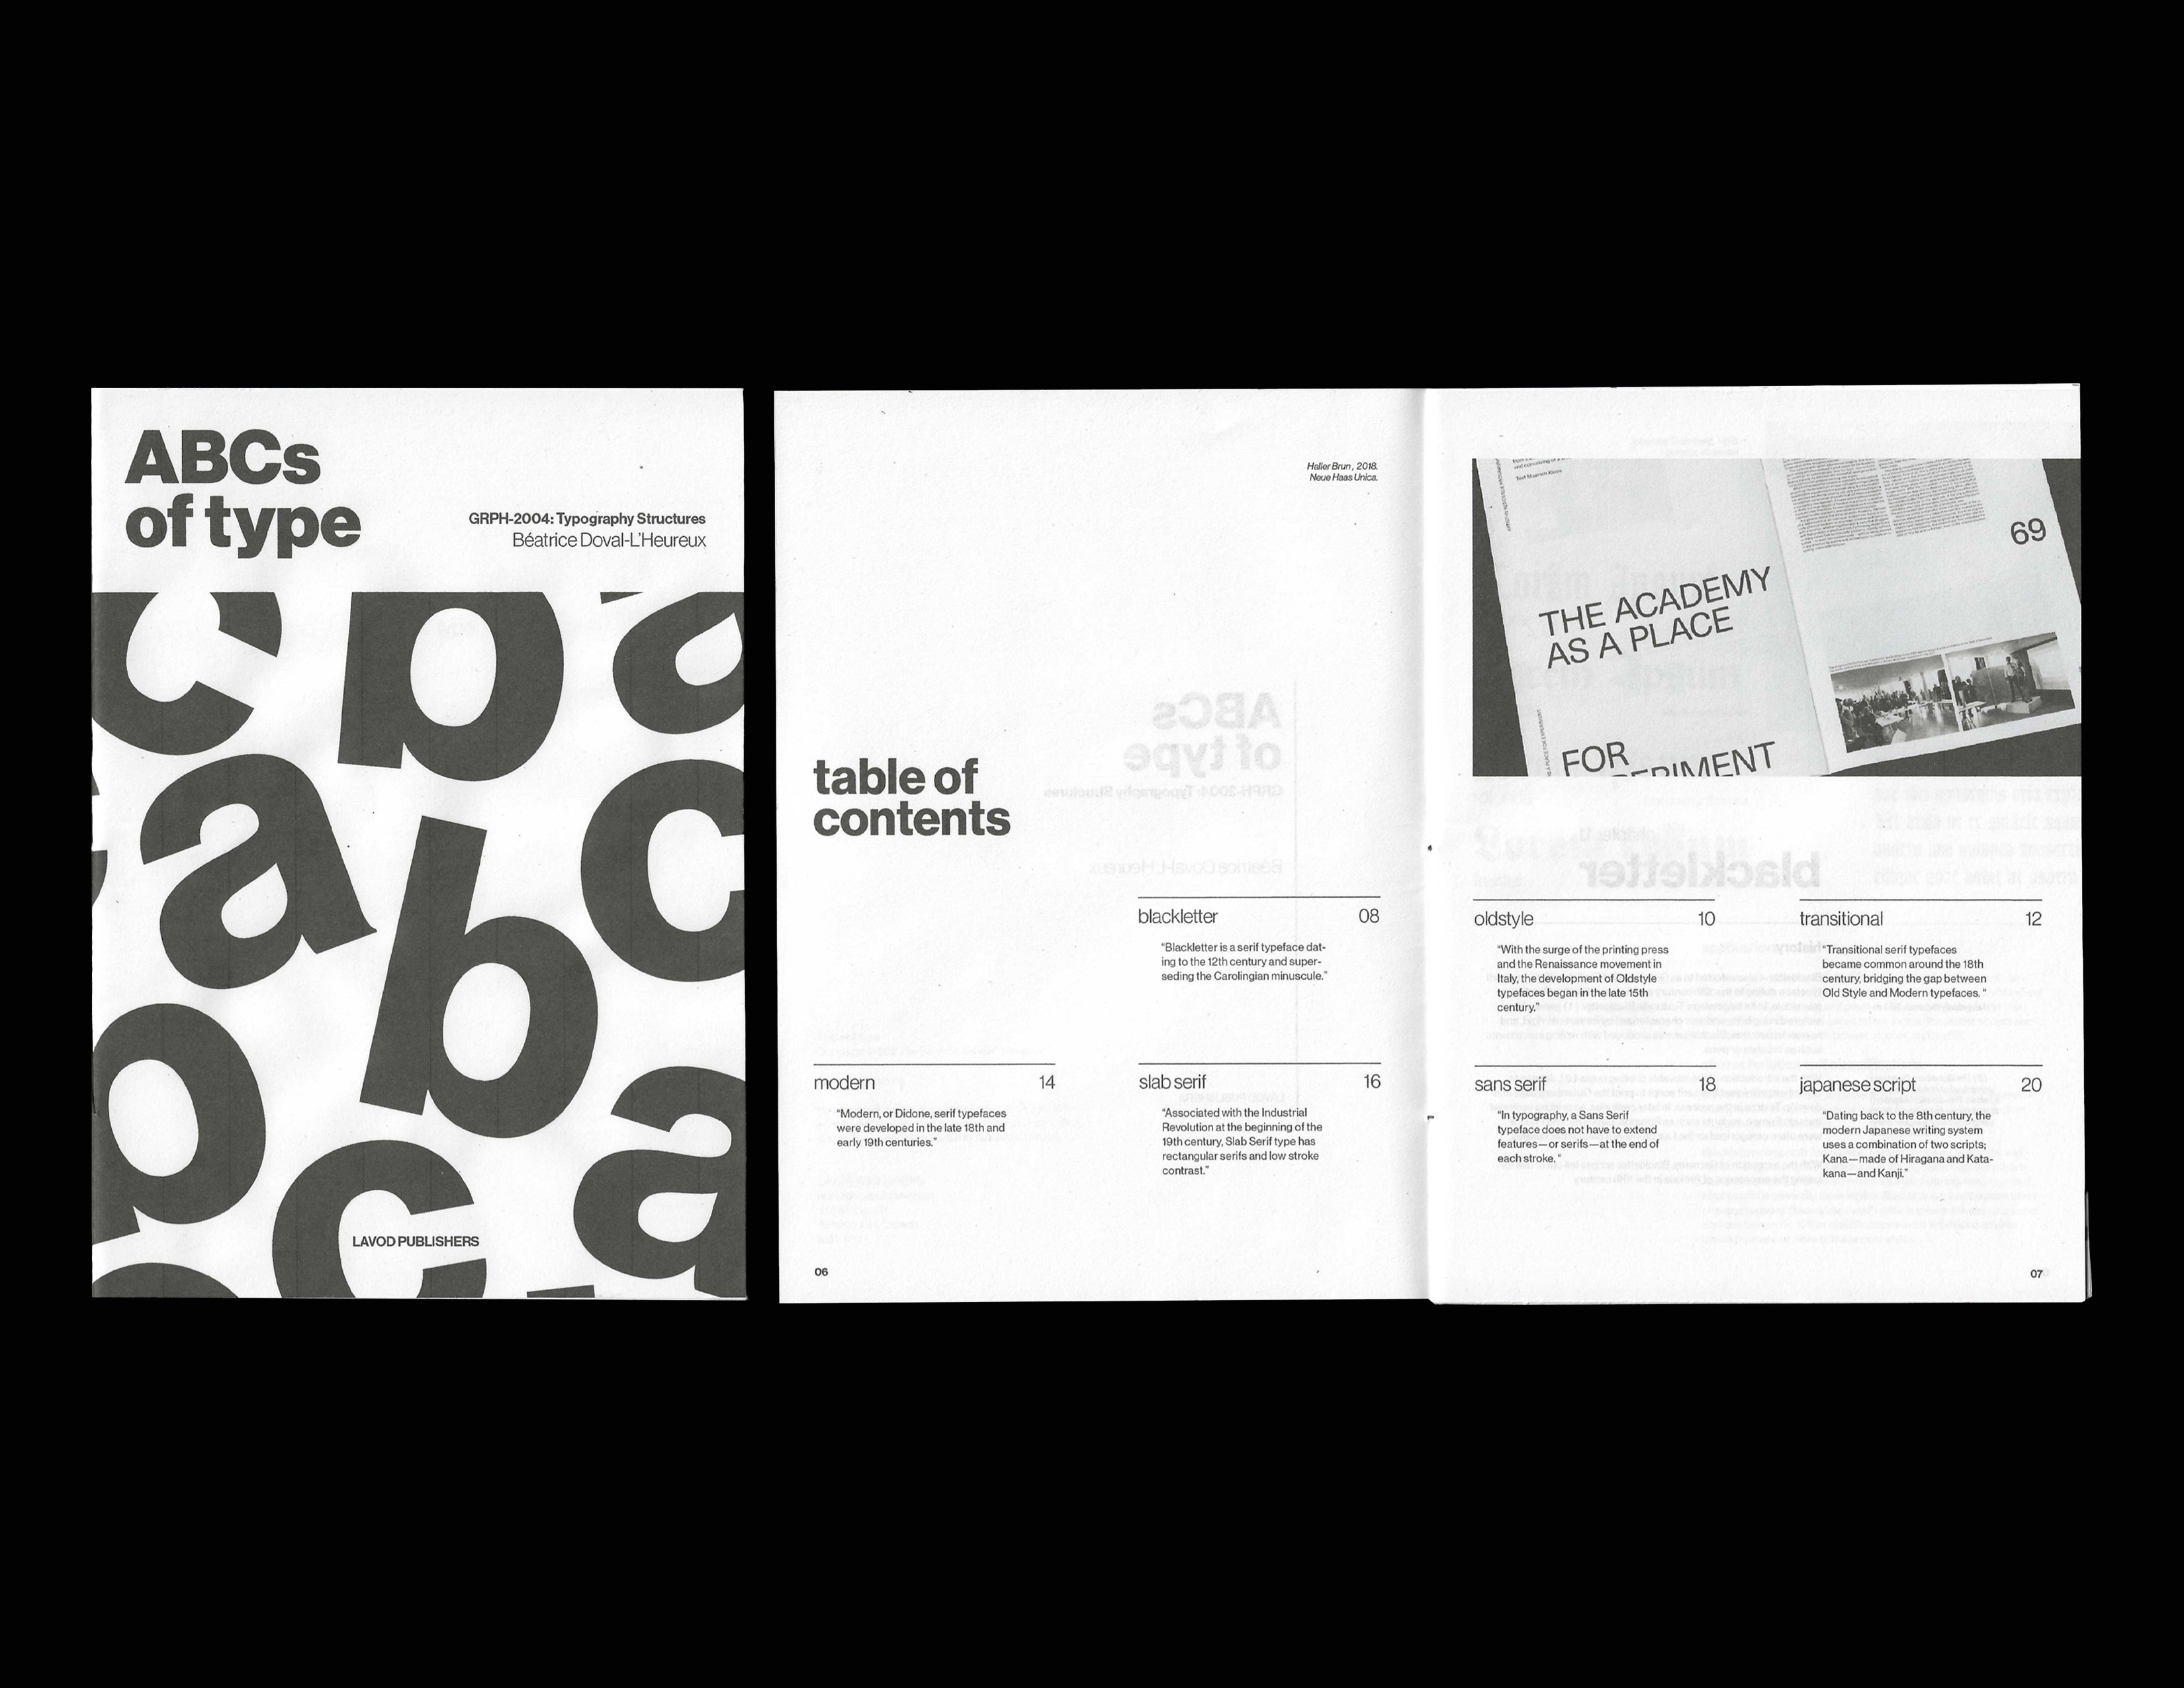 ABCs
of type
GRPH-2004: Typography Structures
Béatrice Doval-L'Heureux
c b a
a b c
b
c a
LAVOD PUBLISHERS
Haller Brun, 2018.
Neue Haas Unica.
table of
contents
blackletter 08
"Blackletter is a serif typeface dat-
ing to the 12th century and super-
seding the Carolingian minuscule."
modern 14
"Modern, or Didone, serif typefaces
were developed in the late 18th and
early 19th centuries."
slab serif 16
"Associated with the Industrial
Revolution at the beginning of the
19th century, Slab Serif type has
rectangular serifs and low stroke
contrast."
06
69
THE ACADEMY
AS A PLACE
FOR
oldstyle 10
"With the surge of the printing press
and the Renaissance movement in
Italy, the development of Oldstyle
typefaces began in the late 15th
century."
transitional 12
"Transitional serif typefaces
became common around the 18th
century, bridging the gap between
Old Style and Modern typefaces. "
sans serif 18
"In typography, a Sans Serif
typeface does not have to extend
features—or serifs—at the end of
each stroke. "
japanese script 20
"Dating back to the 8th century, the
modern Japanese writing system
uses a combination of two scripts;
Kana—made of Hiragana and Kata-
kana—and Kanji."
07